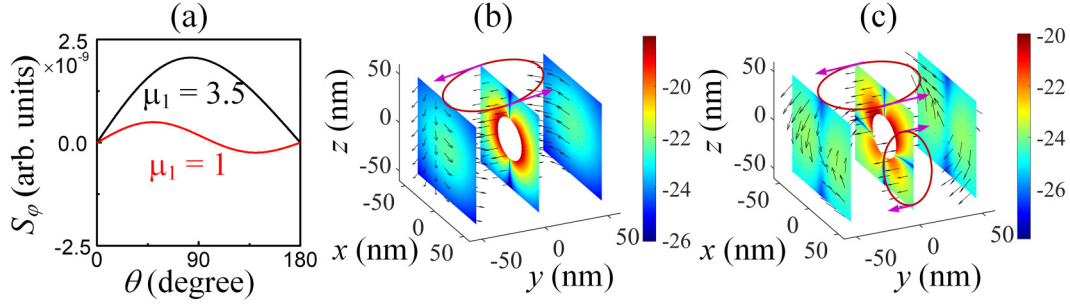 (a)
2.5
×10⁻⁹
0.0
-2.5
S_φ (arb. units)
μ₁ = 3.5
μ₁ = 1
0 90 180
θ (degree)
(b)
z (nm)
50
0
-50
-50
0
50
x (nm)
-50
0
50
y (nm)
-20
-22
-24
-26
(c)
z (nm)
50
0
-50
-50
0
50
x (nm)
-50
0
50
y (nm)
-20
-22
-24
-26